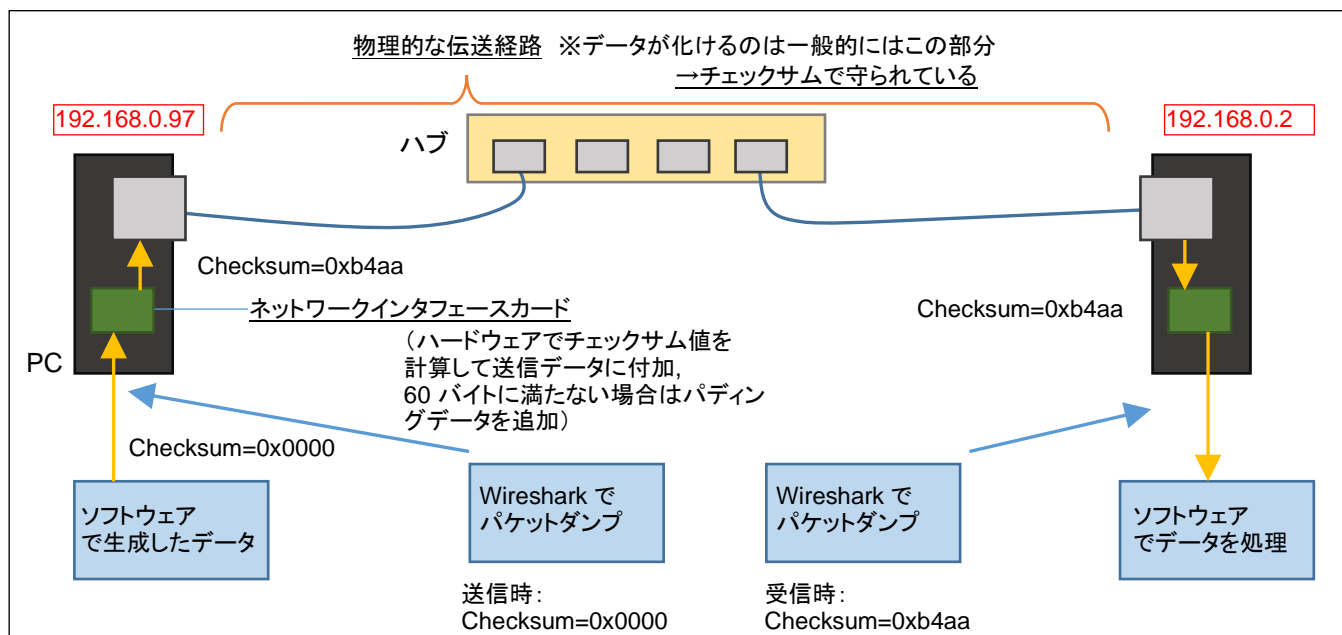 物理的な伝送経路 ※データが化けるのは一般的にはこの部分
→チェックサムで守られている
192.168.0.97
192.168.0.2
ハブ
Checksum=0xb4aa
ネットワークインタフェースカード
（ハードウェアでチェックサム値を
計算して送信データに付加,
60 バイトに満たない場合はパディン
グデータを追加）
Checksum=0xb4aa
PC
Checksum=0x0000
ソフトウェア
で生成したデータ
Wireshark で
パケットダンプ
Wireshark で
パケットダンプ
ソフトウェア
でデータを処理
送信時：
Checksum=0x0000
受信時：
Checksum=0xb4aa